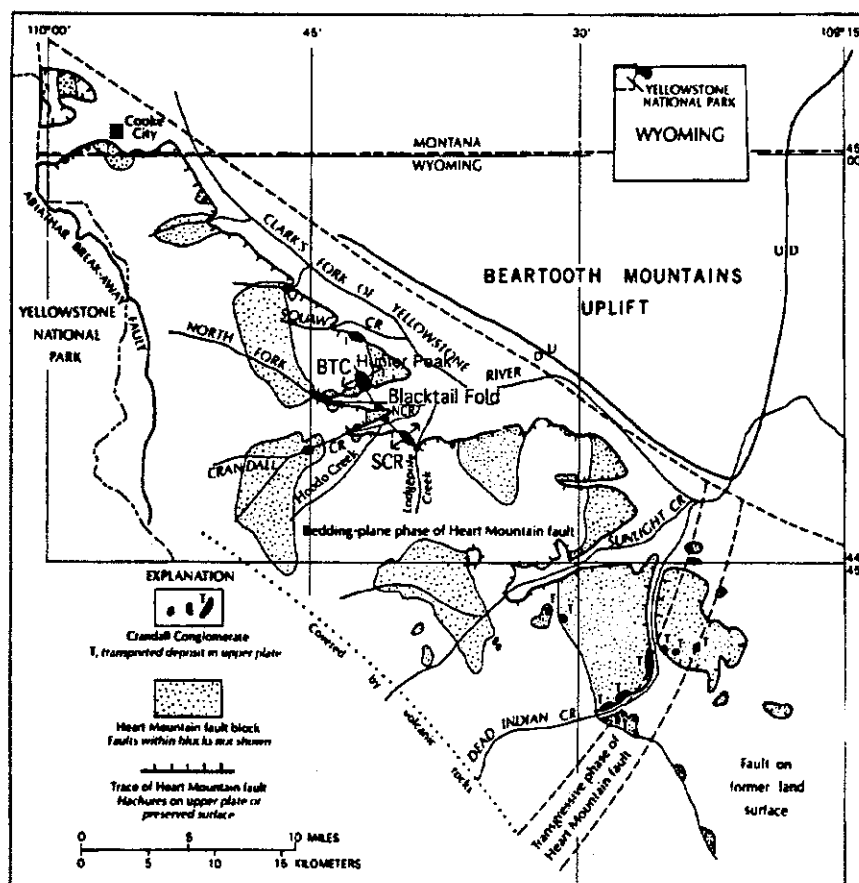 110°00'
45'
30'
109°15'
YELLOWSTONE
NATIONAL PARK
WYOMING
Cooke
City
MONTANA
WYOMING
45
00
ABIATHAR BREAK-AWAY FAULT
CLARK'S FORK OF YELLOWSTONE RIVER
BEARTOOTH MOUNTAINS
UPLIFT
U D
D U
YELLOWSTONE
NATIONAL
PARK
SQUAW CR
NORTH FORK
BTC
Hunter Peak
Blacktail Fold
NCR
CRANDALL CR
SCR
Hoodo Creek
Lodgepole
Creek
Bedding-plane phase of Heart Mountain fault
SUNLIGHT CR
44
45
EXPLANATION
T
Crandall Conglomerate
T, transported deposit in upper plate
Heart Mountain fault block
Faults within blocks not shown
Trace of Heart Mountain fault
Hachures on upper plate or
preserved surface
Covered by volcanic rocks
T
T
T
T
T
T
T
T
DEAD INDIAN CR
Transgressive phase of
Heart Mountain fault
Fault on
former land
surface
0 5 10 MILES
0 5 10 15 KILOMETERS